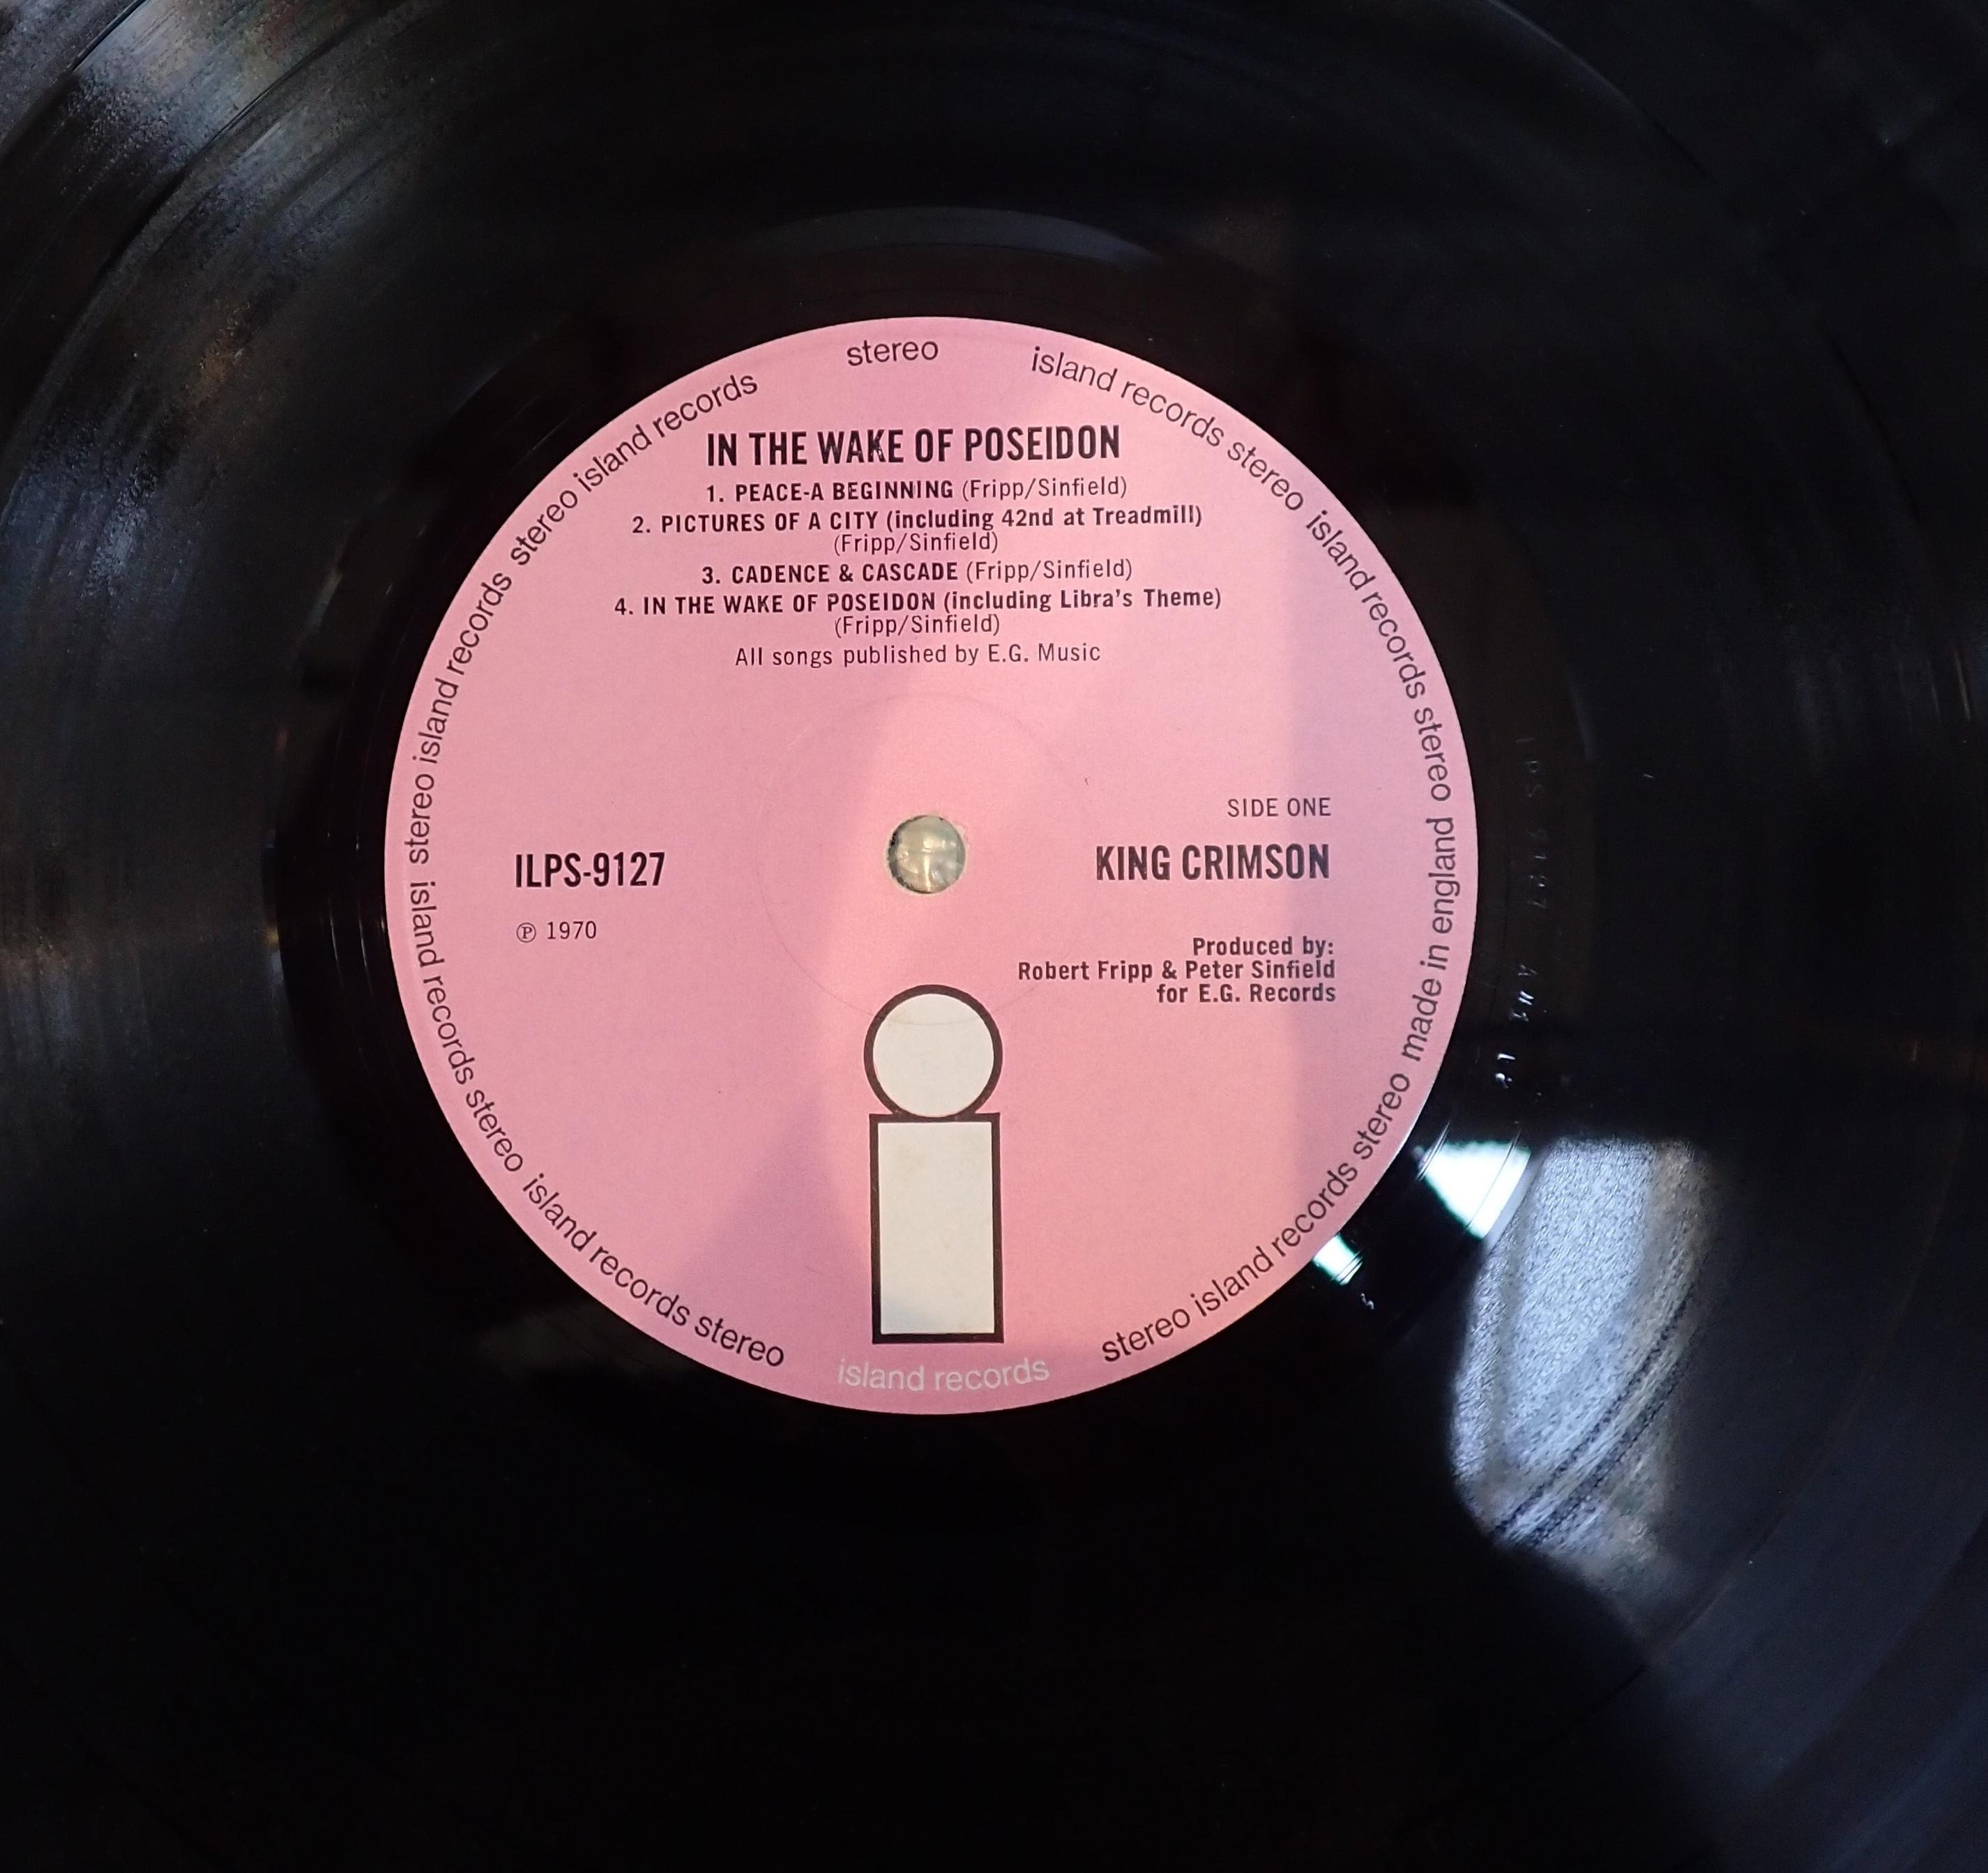 stereo
island records stereo island records stereo island records stereo made in england
stereo island records stereo
island records
island records stereo island records stereo
stereo island records stereo island records
IN THE WAKE OF POSEIDON
1. PEACE-A BEGINNING (Fripp/Sinfield)
2. PICTURES OF A CITY (including 42nd at Treadmill)
(Fripp/Sinfield)
3. CADENCE & CASCADE (Fripp/Sinfield)
4. IN THE WAKE OF POSEIDON (including Libra's Theme)
(Fripp/Sinfield)
All songs published by E.G. Music
SIDE ONE
ILPS-9127
KING CRIMSON
℗ 1970
Produced by:
Robert Fripp & Peter Sinfield
for E.G. Records